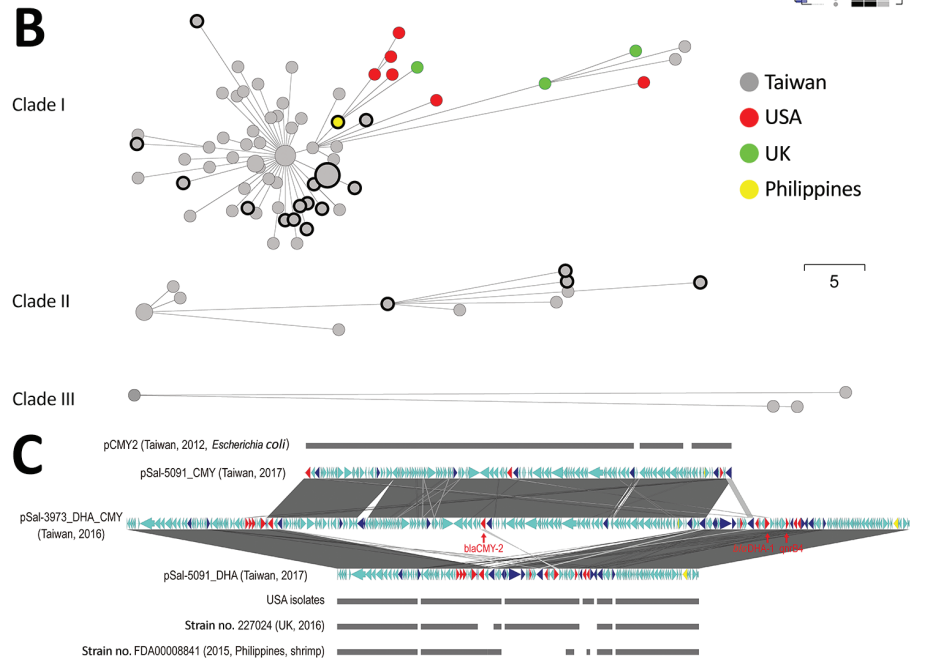 B
Clade I
Taiwan
USA
UK
Philippines
5
Clade II
Clade III
C
pCMY2 (Taiwan, 2012, Escherichia coli)
pSal-5091_CMY (Taiwan, 2017)
pSal-3973_DHA_CMY
(Taiwan, 2016)
blaCMY-2
pSal-5091_DHA (Taiwan, 2017)
USA isolates
Strain no. 227024 (UK, 2016)
Strain no. FDA00008841 (2015, Philippines, shrimp)